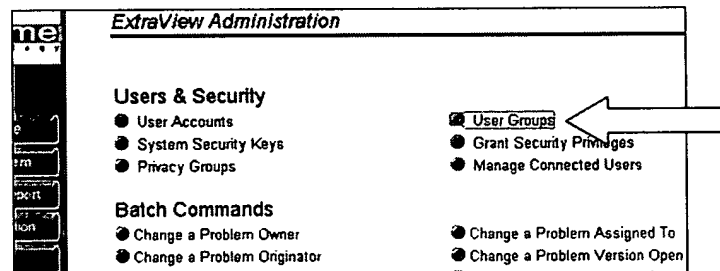 ExtraView Administration
Users & Security
User Accounts
User Groups
System Security Keys
Grant Security Privileges
Privacy Groups
Manage Connected Users
Batch Commands
Change a Problem Owner
Change a Problem Assigned To
Change a Problem Originator
Change a Problem Version Open